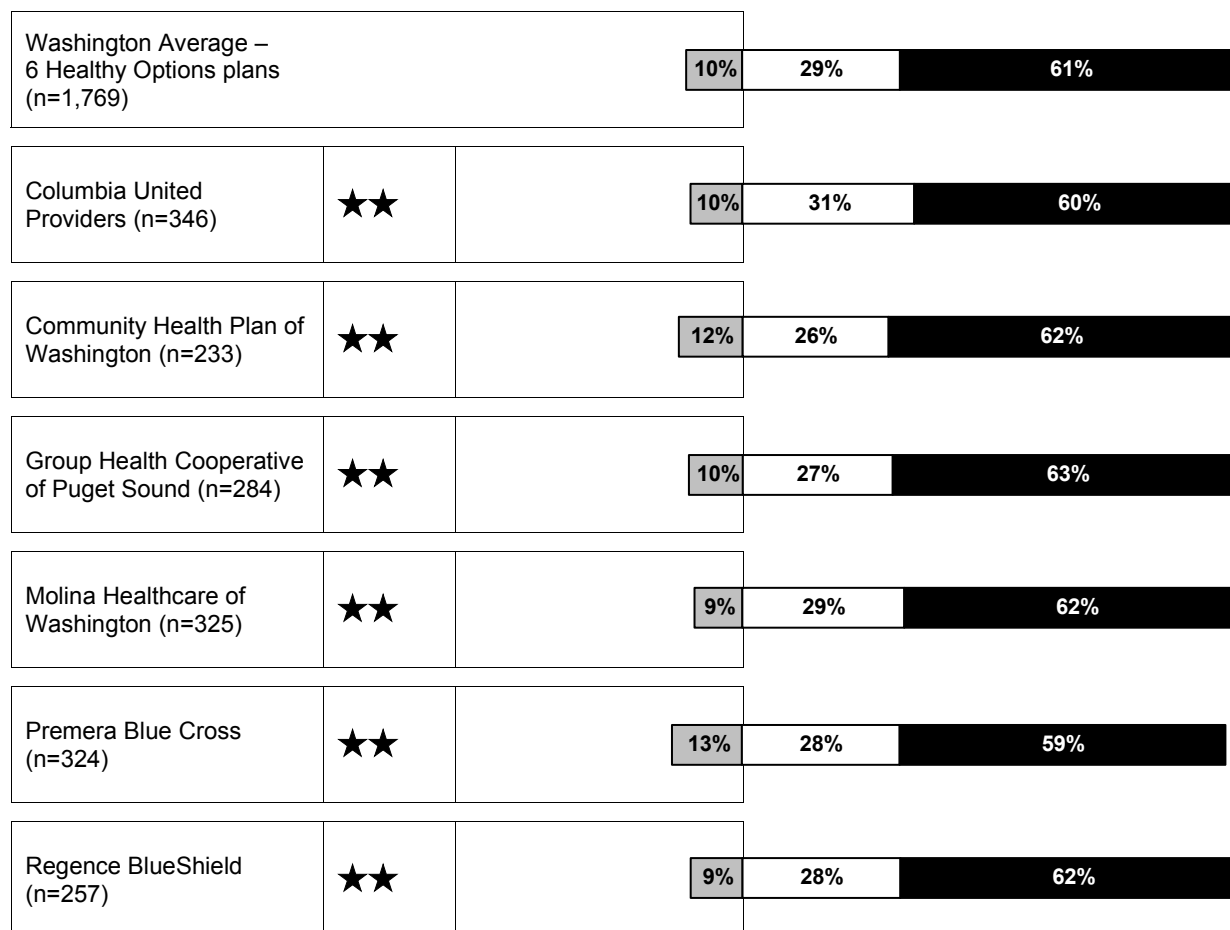 Washington Average –
6 Healthy Options plans
(n=1,769)
10% 29% 61%
Columbia United
Providers (n=346)
★★
10% 31% 60%
Community Health Plan of
Washington (n=233)
★★
12% 26% 62%
Group Health Cooperative
of Puget Sound (n=284)
★★
10% 27% 63%
Molina Healthcare of
Washington (n=325)
★★
9% 29% 62%
Premera Blue Cross
(n=324)
★★
13% 28% 59%
Regence BlueShield
(n=257)
★★
9% 28% 62%